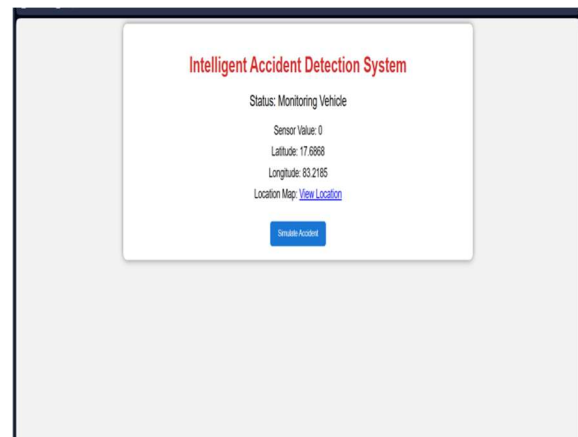 Intelligent Accident Detection System
Status: Monitoring Vehicle
Sensor Value: 0
Latitude: 17.6868
Longitude: 83.2185
Location Map: View Location
Simulate Accident